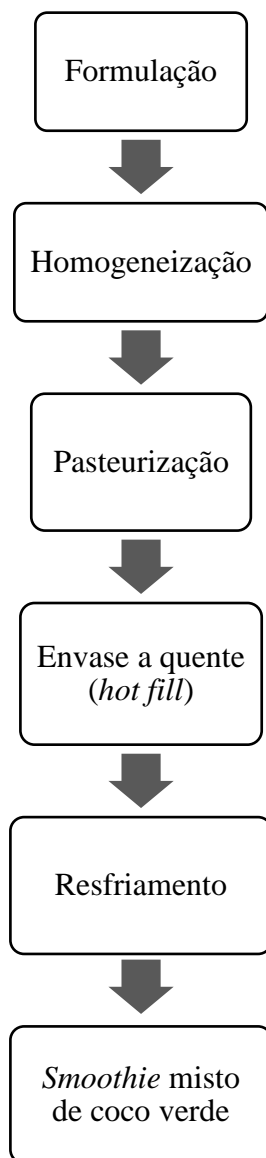 Formulação
Homogeneização
Pasteurização
Envase a quente
(hot fill)
Resfriamento
Smoothie misto
de coco verde